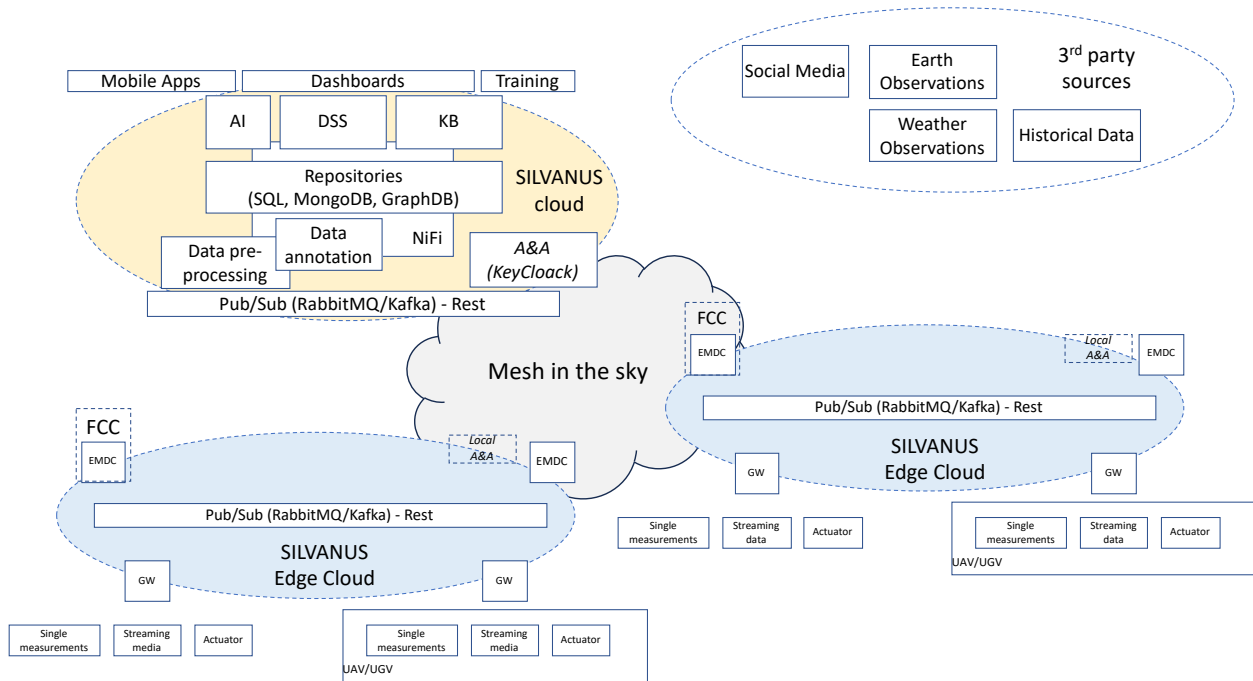 Mobile Apps
Dashboards
Training
AI
DSS
KB
Repositories
(SQL, MongoDB, GraphDB)
SILVANUS
cloud
Data pre-
processing
Data
annotation
NiFi
A&A
(KeyCloack)
Pub/Sub (RabbitMQ/Kafka) - Rest
Social Media
Earth
Observations
3rd party
sources
Weather
Observations
Historical Data
Mesh in the sky
FCC
EMDC
Local
A&A
EMDC
Pub/Sub (RabbitMQ/Kafka) - Rest
SILVANUS
Edge Cloud
GW
GW
Single
measurements
Streaming
data
Actuator
Single
measurements
Streaming
data
Actuator
UAV/UGV
FCC
EMDC
Local
A&A
EMDC
Pub/Sub (RabbitMQ/Kafka) - Rest
SILVANUS
Edge Cloud
GW
GW
Single
measurements
Streaming
media
Actuator
Single
measurements
Streaming
media
Actuator
UAV/UGV